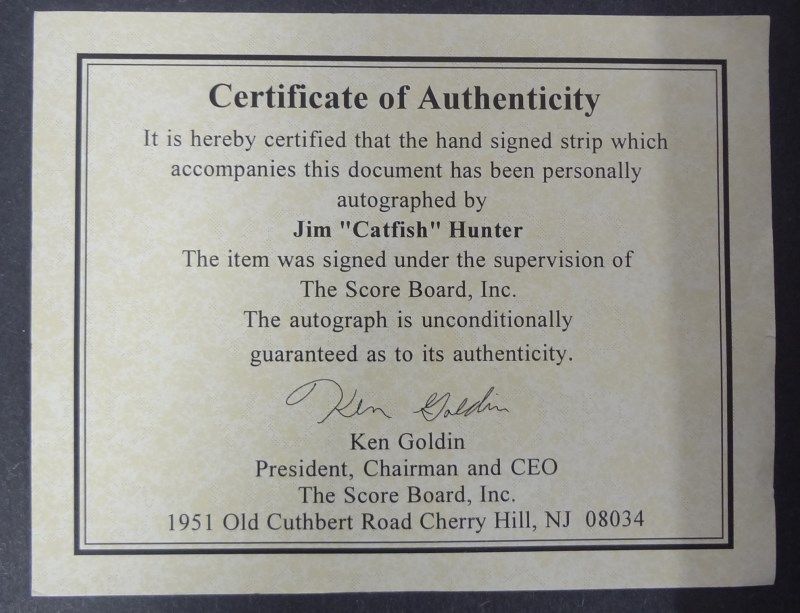 Certificate of Authenticity
It is hereby certified that the hand signed strip which
accompanies this document has been personally
autographed by
Jim "Catfish" Hunter
The item was signed under the supervision of
The Score Board, Inc.
The autograph is unconditionally
guaranteed as to its authenticity.
Ken Goldin
Ken Goldin
President, Chairman and CEO
The Score Board, Inc.
1951 Old Cuthbert Road Cherry Hill, NJ 08034